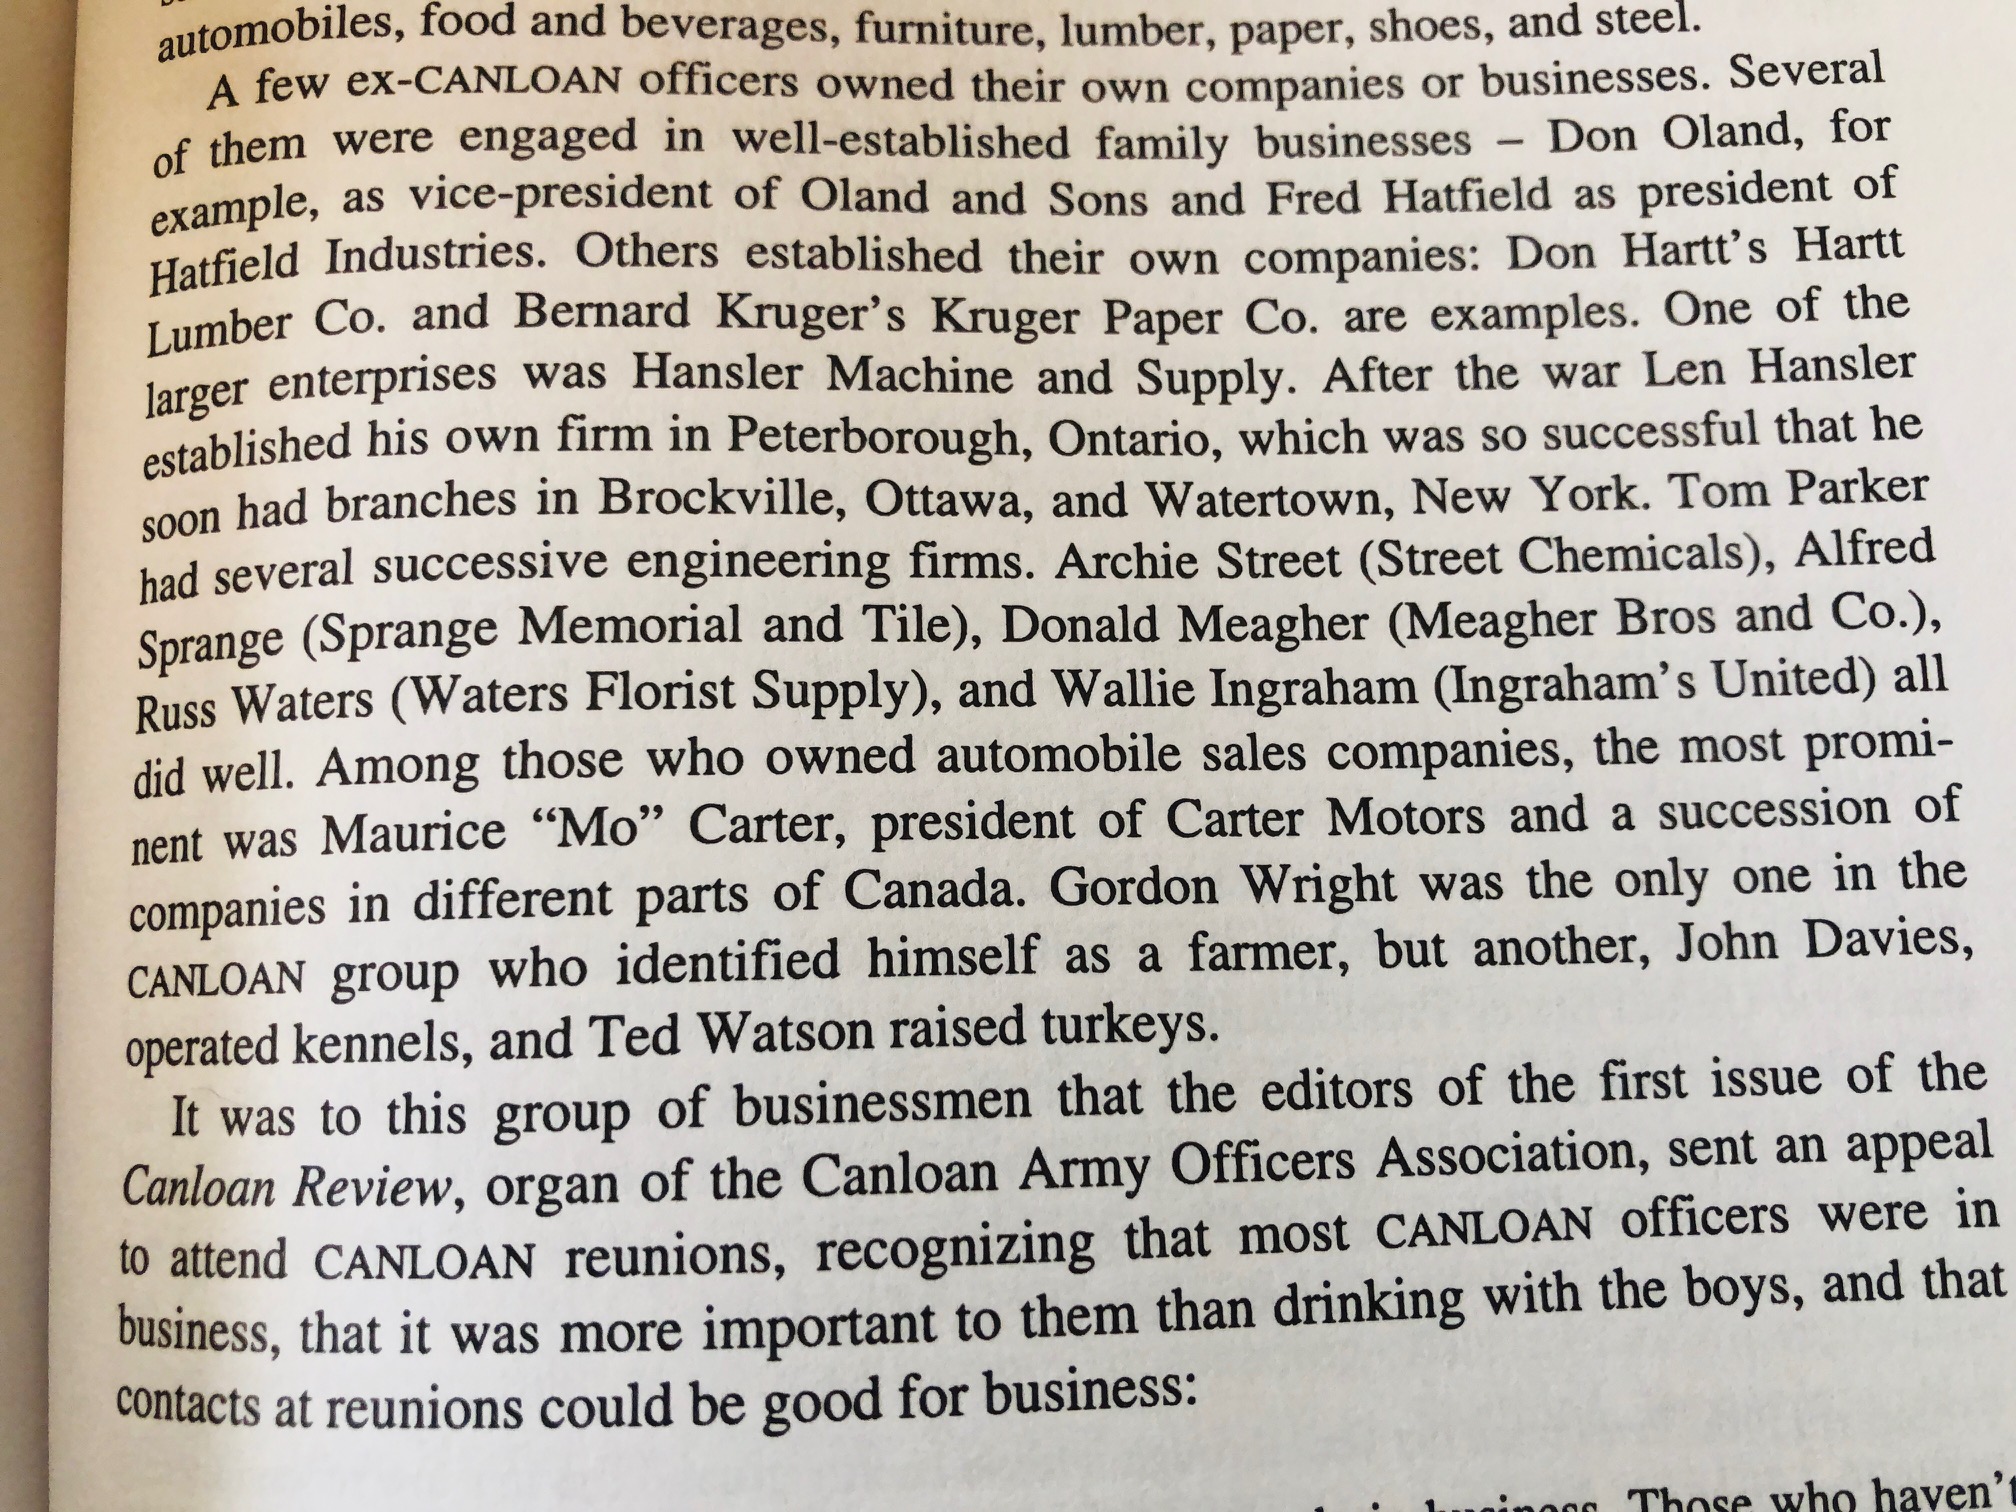 automobiles, food and beverages, furniture, lumber, paper, shoes, and steel.
A few ex-CANLOAN officers owned their own companies or businesses. Several
of them were engaged in well-established family businesses – Don Oland, for
example, as vice-president of Oland and Sons and Fred Hatfield as president of
Hatfield Industries. Others established their own companies: Don Hartt's Hartt
Lumber Co. and Bernard Kruger's Kruger Paper Co. are examples. One of the
larger enterprises was Hansler Machine and Supply. After the war Len Hansler
established his own firm in Peterborough, Ontario, which was so successful that he
soon had branches in Brockville, Ottawa, and Watertown, New York. Tom Parker
had several successive engineering firms. Archie Street (Street Chemicals), Alfred
Sprange (Sprange Memorial and Tile), Donald Meagher (Meagher Bros and Co.),
Russ Waters (Waters Florist Supply), and Wallie Ingraham (Ingraham's United) all
did well. Among those who owned automobile sales companies, the most promi-
nent was Maurice “Mo” Carter, president of Carter Motors and a succession of
companies in different parts of Canada. Gordon Wright was the only one in the
CANLOAN group who identified himself as a farmer, but another, John Davies,
operated kennels, and Ted Watson raised turkeys.
It was to this group of businessmen that the editors of the first issue of the
Canloan Review, organ of the Canloan Army Officers Association, sent an appeal
to attend CANLOAN reunions, recognizing that most CANLOAN officers were in
business, that it was more important to them than drinking with the boys, and that
contacts at reunions could be good for business:
business. Those who haven't